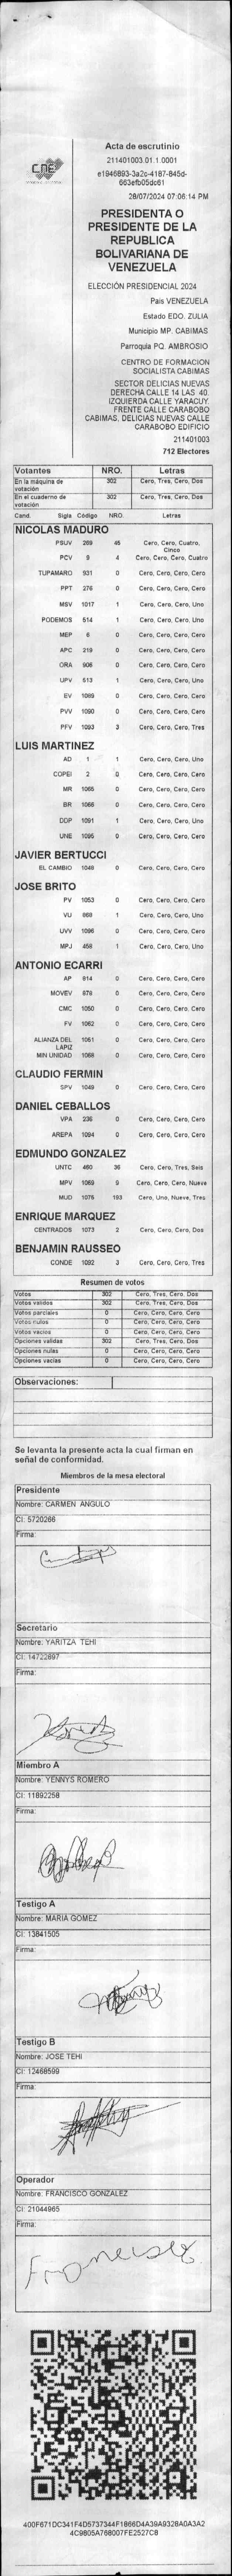 CNE
Acta de escrutinio
211401003.01.1.0001
e1946893-3a2c-4187-845d-
663efb05dc61
28/07/2024 07:06:14 PM
PRESIDENTA O
PRESIDENTE DE LA
REPUBLICA
BOLIVARIANA DE
VENEZUELA
ELECCIÓN PRESIDENCIAL 2024
Pais VENEZUELA
Estado EDO. ZULIA
Municipio MP. CABIMAS
Parroquia PQ. AMBROSIO
CENTRO DE FORMACION
SOCIALISTA CABIMAS
SECTOR DELICIAS NUEVAS
DERECHA CALLE 14 LAS 40.
IZQUIERDA CALLE YARACUY.
FRENTE CALLE CARABOBO
CABIMAS, DELICIAS NUEVAS CALLE
CARABOBO EDIFICIO
211401003
712 Electores
Votantes NRO. Letras
En la máquina de votación 302 Cero, Tres, Cero, Dos
En el cuaderno de votación 302 Cero, Tres, Cero, Dos
Cand. Sigla Código NRO. Letras
NICOLAS MADURO
PSUV 269 45 Cero, Cero, Cuatro, Cinco
PCV 8 4 Cero, Cero, Cero, Cuatro
TUPAMARO 931 0 Cero, Cero, Cero, Cero
PPT 276 0 Cero, Cero, Cero, Cero
MSV 1017 1 Cero, Cero, Cero, Uno
PODEMOS 514 1 Cero, Cero, Cero, Uno
MEP 6 0 Cero, Cero, Cero, Cero
APC 219 0 Cero, Cero, Cero, Cero
ORA 906 0 Cero, Cero, Cero, Cero
UPV 513 1 Cero, Cero, Cero, Uno
EV 1089 0 Cero, Cero, Cero, Cero
PVV 1090 0 Cero, Cero, Cero, Cero
PFV 1093 3 Cero, Cero, Cero, Tres
LUIS MARTINEZ
AD 1 1 Cero, Cero, Cero, Uno
COPEI 2 0 Cero, Cero, Cero, Cero
MR 1065 0 Cero, Cero, Cero, Cero
BR 1066 0 Cero, Cero, Cero, Cero
DDP 1091 1 Cero, Cero, Cero, Uno
UNE 1095 0 Cero, Cero, Cero, Cero
JAVIER BERTUCCI
EL CAMBIO 1046 0 Cero, Cero, Cero, Cero
JOSE BRITO
PV 1053 0 Cero, Cero, Cero, Cero
VU 869 1 Cero, Cero, Cero, Uno
UVV 1096 0 Cero, Cero, Cero, Cero
MPJ 458 1 Cero, Cero, Cero, Uno
ANTONIO ECARRI
AP 814 0 Cero, Cero, Cero, Cero
MOVEV 979 0 Cero, Cero, Cero, Cero
CMC 1050 0 Cero, Cero, Cero, Cero
FV 1062 0 Cero, Cero, Cero, Cero
ALIANZA DEL LAPIZ 1061 0 Cero, Cero, Cero, Cero
MIN UNIDAD 1068 0 Cero, Cero, Cero, Cero
CLAUDIO FERMIN
SPV 1049 0 Cero, Cero, Cero, Cero
DANIEL CEBALLOS
VPA 236 0 Cero, Cero, Cero, Cero
AREPA 1094 0 Cero, Cero, Cero, Cero
EDMUNDO GONZALEZ
UNTC 480 36 Cero, Cero, Tres, Seis
MPV 1069 9 Cero, Cero, Cero, Nueve
MUD 1076 193 Cero, Uno, Nueve, Tres
ENRIQUE MARQUEZ
CENTRADOS 1073 2 Cero, Cero, Cero, Dos
BENJAMIN RAUSSEO
CONDE 1092 3 Cero, Cero, Cero, Tres
Resumen de votos
Votos 302 Cero, Tres, Cero, Dos
Votos validos 302 Cero, Tres, Cero, Dos
Votos parciales 0 Cero, Cero, Cero, Cero
Votos nulos 0 Cero, Cero, Cero, Cero
Votos vacios 0 Cero, Cero, Cero, Cero
Opciones validas 302 Cero, Tres, Cero, Dos
Opciones nulas 0 Cero, Cero, Cero, Cero
Opciones vacias 0 Cero, Cero, Cero, Cero
Observaciones:
Se levanta la presente acta la cual firman en
señal de conformidad.
Miembros de la mesa electoral
Presidente
Nombre: CARMEN ANGULO
CI: 5720266
Firma:
Secretario
Nombre: YARITZA TEHI
CI: 14722697
Firma:
Miembro A
Nombre: YENNYS ROMERO
CI: 11892258
Firma:
Testigo A
Nombre: MARIA GOMEZ
CI: 13841505
Firma:
Testigo B
Nombre: JOSE TEHI
CI: 12468599
Firma:
Operador
Nombre: FRANCISCO GONZALEZ
CI: 21044965
Firma:
Francisco
400F671DC341F4D5737344F1866D4A39A9328A0A3A2
4C9805A768007FE2527C8